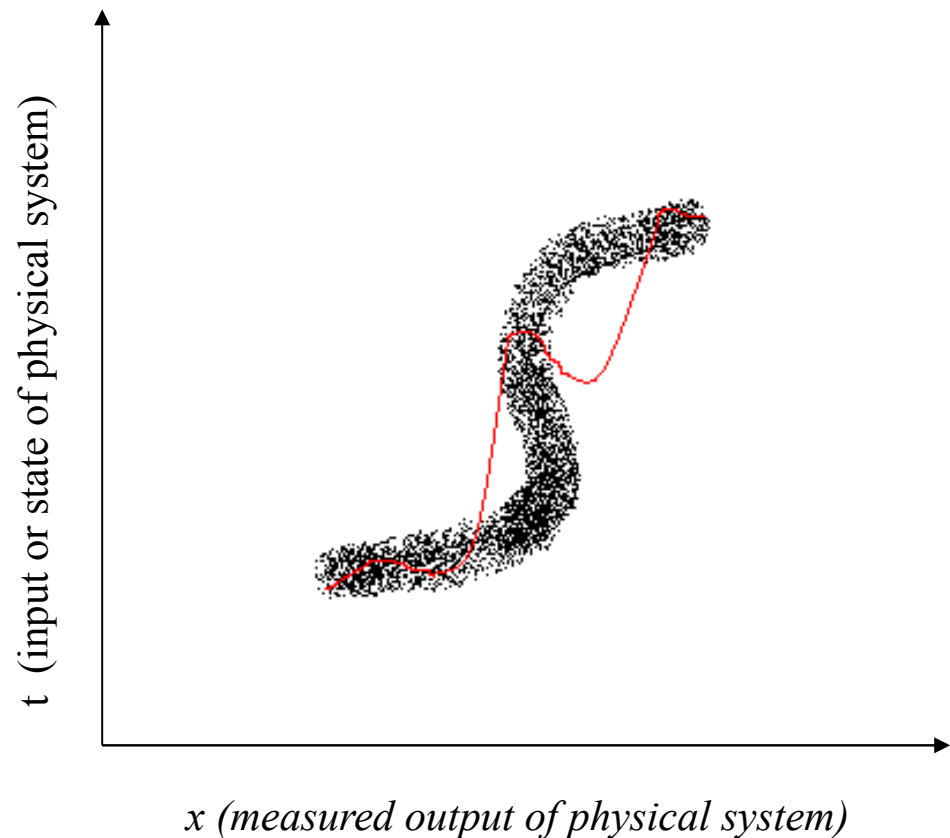 t (input or state of physical system)
x (measured output of physical system)